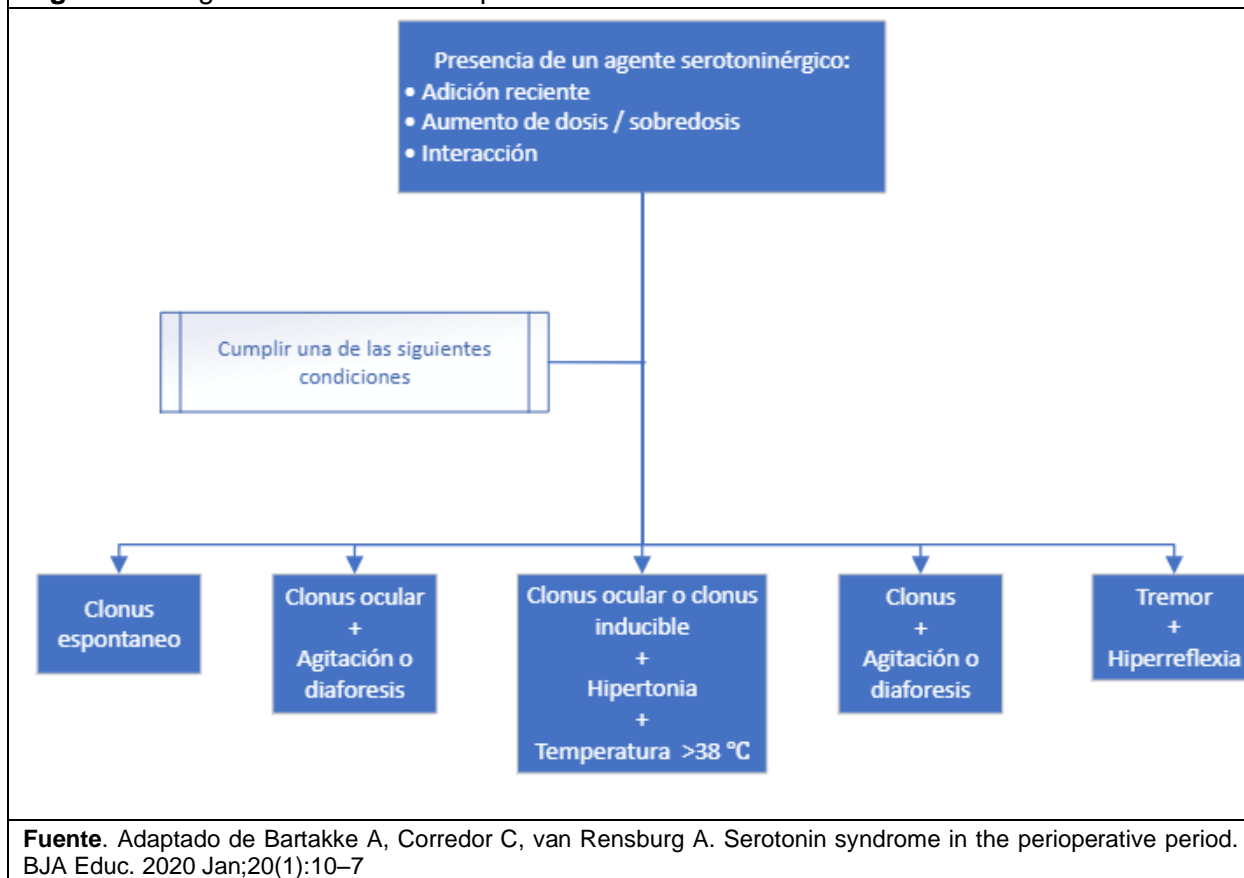 Presencia de un agente serotoninérgico:
• Adición reciente
• Aumento de dosis / sobredosis
• Interacción
Cumplir una de las siguientes
condiciones
Clonus
espontaneo
Clonus ocular
+
Agitación o
diaforesis
Clonus ocular o clonus
inducible
+
Hipertonia
+
Temperatura >38 °C
Clonus
+
Agitación o
diaforesis
Tremor
+
Hiperreflexia
Fuente. Adaptado de Bartakke A, Corredor C, van Rensburg A. Serotonin syndrome in the perioperative period.
BJA Educ. 2020 Jan;20(1):10–7